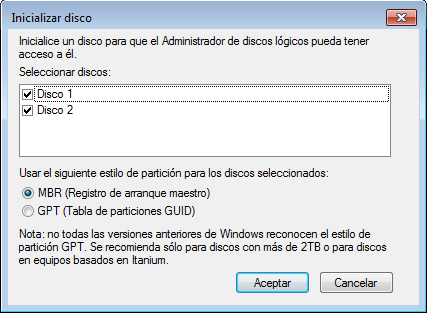 Inicializar disco
Inicialice un disco para que el Administrador de discos lógicos pueda tener
acceso a él.
Seleccionar discos:
Disco 1
Disco 2
Usar el siguiente estilo de partición para los discos seleccionados:
MBR (Registro de arranque maestro)
GPT (Tabla de particiones GUID)
Nota: no todas las versiones anteriores de Windows reconocen el estilo de
partición GPT. Se recomienda sólo para discos con más de 2TB o para discos
en equipos basados en Itanium.
Aceptar
Cancelar